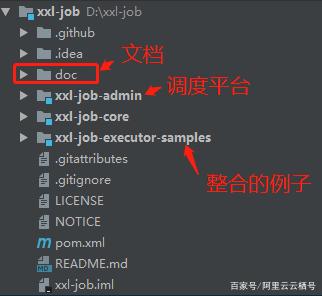 xxl-job D:\xxl-job
.github
.idea
doc
文档
xxl-job-admin
调度平台
xxl-job-core
xxl-job-executor-samples
整合的例子
.gitattributes
.gitignore
LICENSE
NOTICE
pom.xml
README.md
xxl-job.iml
百家号/阿里云云栖号